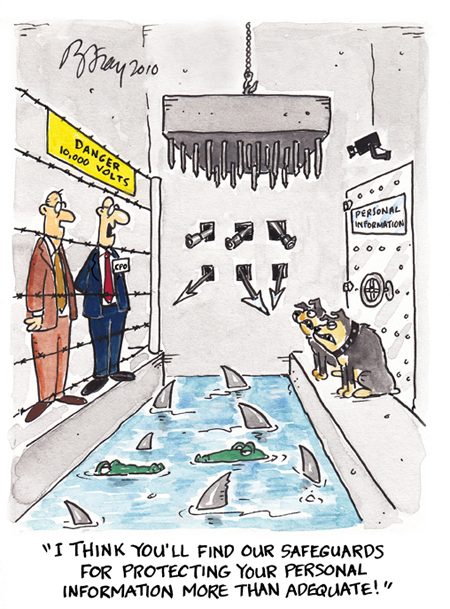 BFray 2010
DANGER
10,000 VOLTS
CPO
PERSONAL
INFORMATION
"I THINK YOU'LL FIND OUR SAFEGUARDS
FOR PROTECTING YOUR PERSONAL
INFORMATION MORE THAN ADEQUATE!"